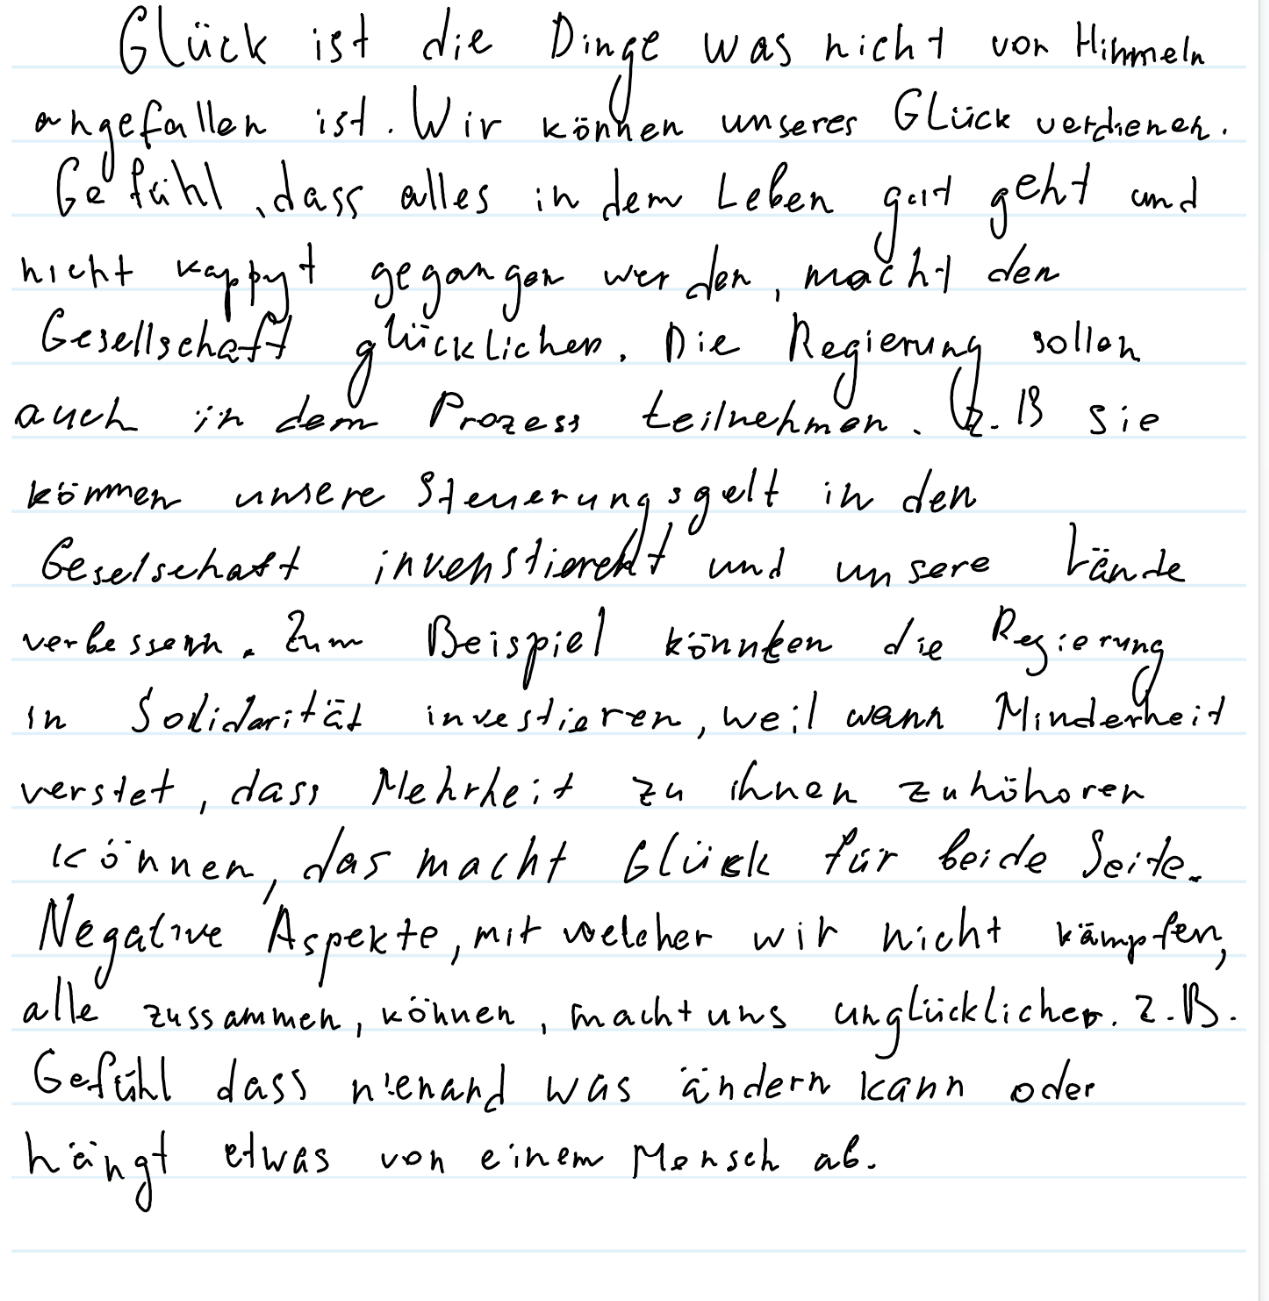 Glück ist die Dinge was nicht von Himmeln
angefallen ist. Wir können unseres Glück verdienen.
Gefühl, dass alles in dem Leben gut geht und
nicht kappyt gegangen werden, macht den
Gesellschaft glücklicher. Die Regierung sollen
auch in dem Prozess teilnehmen. z.B sie
können unsere Steuerungsgelt in den
Geselschaft und unsere Lände
verbessern. Zum Beispiel könnten die Regierung
in Solidarität investieren, weil wann Minderheit
verstet, dass Mehrheit zu ihnen zuhöhoren
können, das macht Glück für beide Seite.
Negative Aspekte, mit welcher wir nicht kämpfen,
alle zussammen, können, macht uns unglücklicher. Z.B.
Gefühl dass niemand was ändern kann oder
hängt etwas von einem Mensch ab.